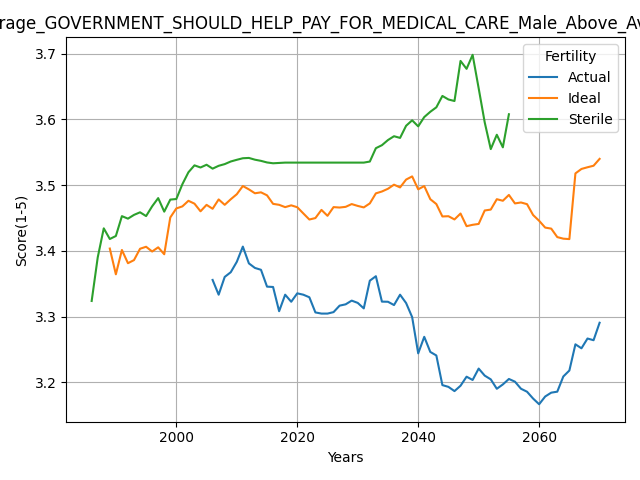 rage_GOVERNMENT_SHOULD_HELP_PAY_FOR_MEDICAL_CARE_Male_Above_Av
Fertility
Actual
Ideal
Sterile
Score(1-5)
3.7
3.6
3.5
3.4
3.3
3.2
2000 2020 2040 2060
Years